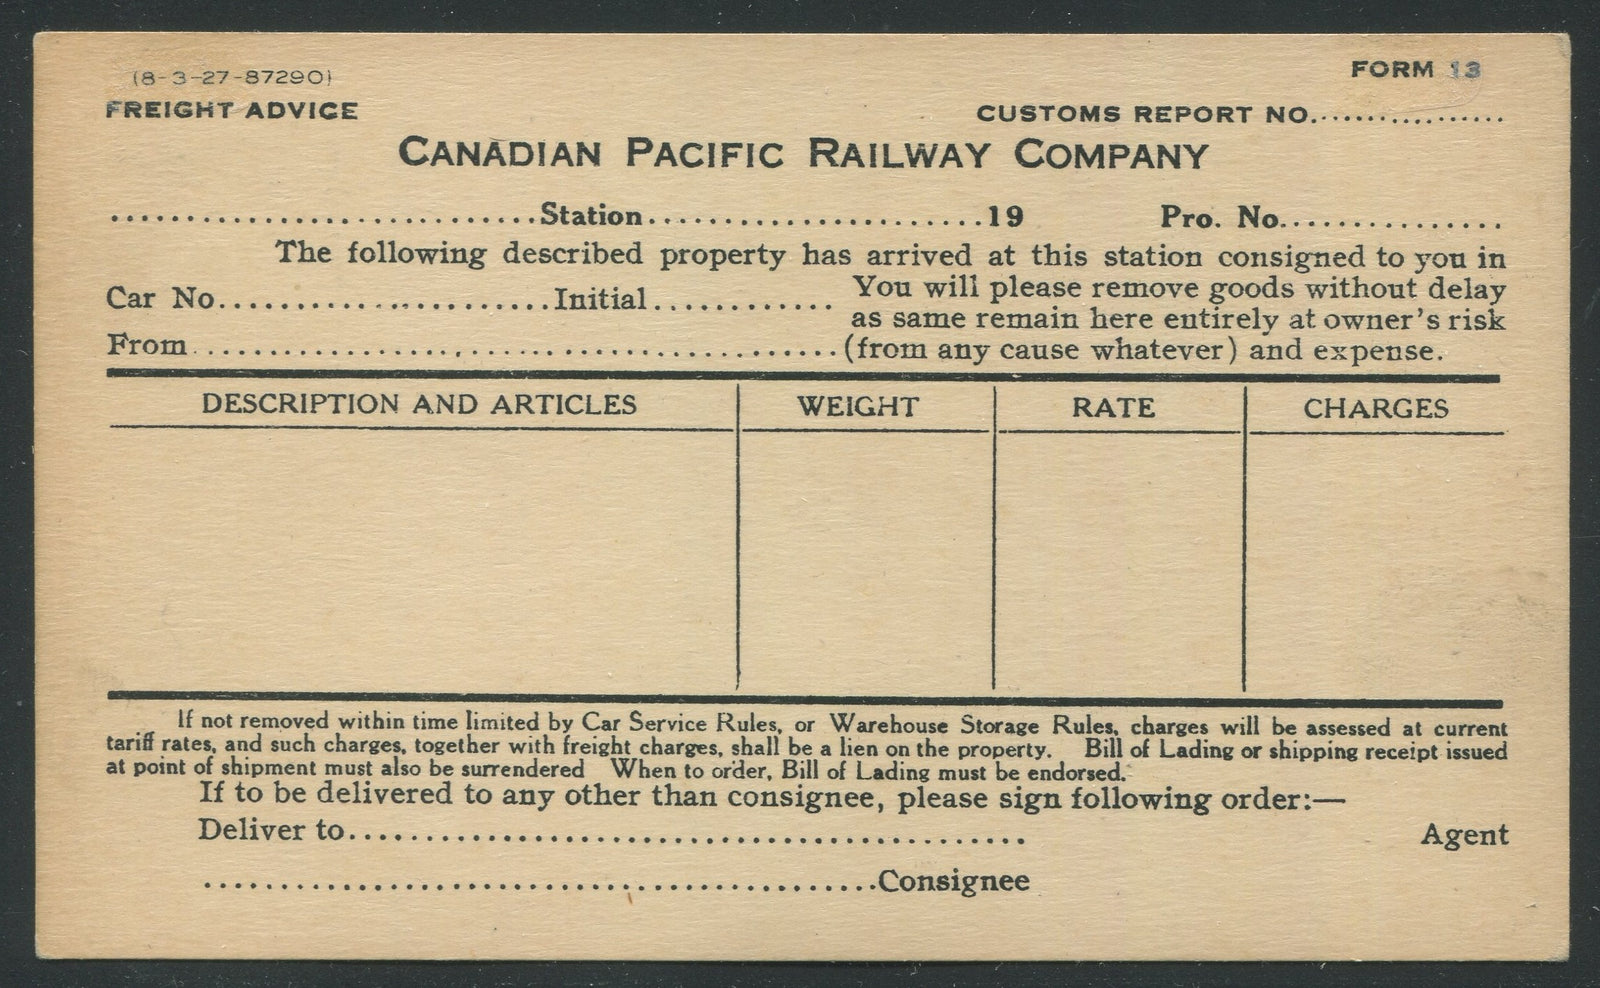 (8-3-27-87290)
FORM 13
FREIGHT ADVICE
CUSTOMS REPORT NO..................
CANADIAN PACIFIC RAILWAY COMPANY
............................Station......................19 Pro. No...............
The following described property has arrived at this station consigned to you in
Car No......................Initial............ You will please remove goods without delay
as same remain here entirely at owner's risk
From...........................................(from any cause whatever) and expense.
DESCRIPTION AND ARTICLES WEIGHT RATE CHARGES
If not removed within time limited by Car Service Rules, or Warehouse Storage Rules, charges will be assessed at current
tariff rates, and such charges, together with freight charges, shall be a lien on the property. Bill of Lading or shipping receipt issued
at point of shipment must also be surrendered When to order, Bill of Lading must be endorsed.
If to be delivered to any other than consignee, please sign following order:—
Deliver to............................................. Agent
.............................................Consignee